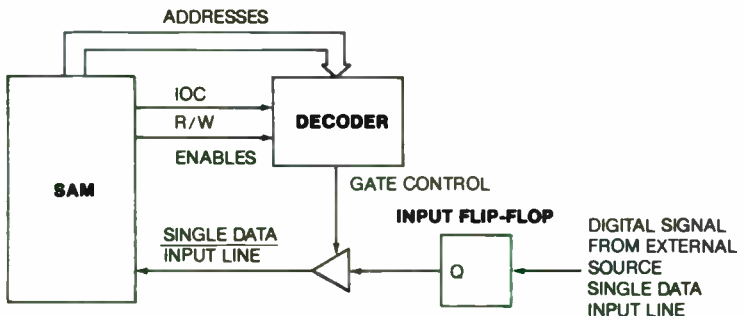 ADDRESSES
IOC
R/W
ENABLES
DECODER
SAM
GATE CONTROL
INPUT FLIP-FLOP
SINGLE DATA
INPUT LINE
Q
DIGITAL SIGNAL
FROM EXTERNAL
SOURCE
SINGLE DATA
INPUT LINE